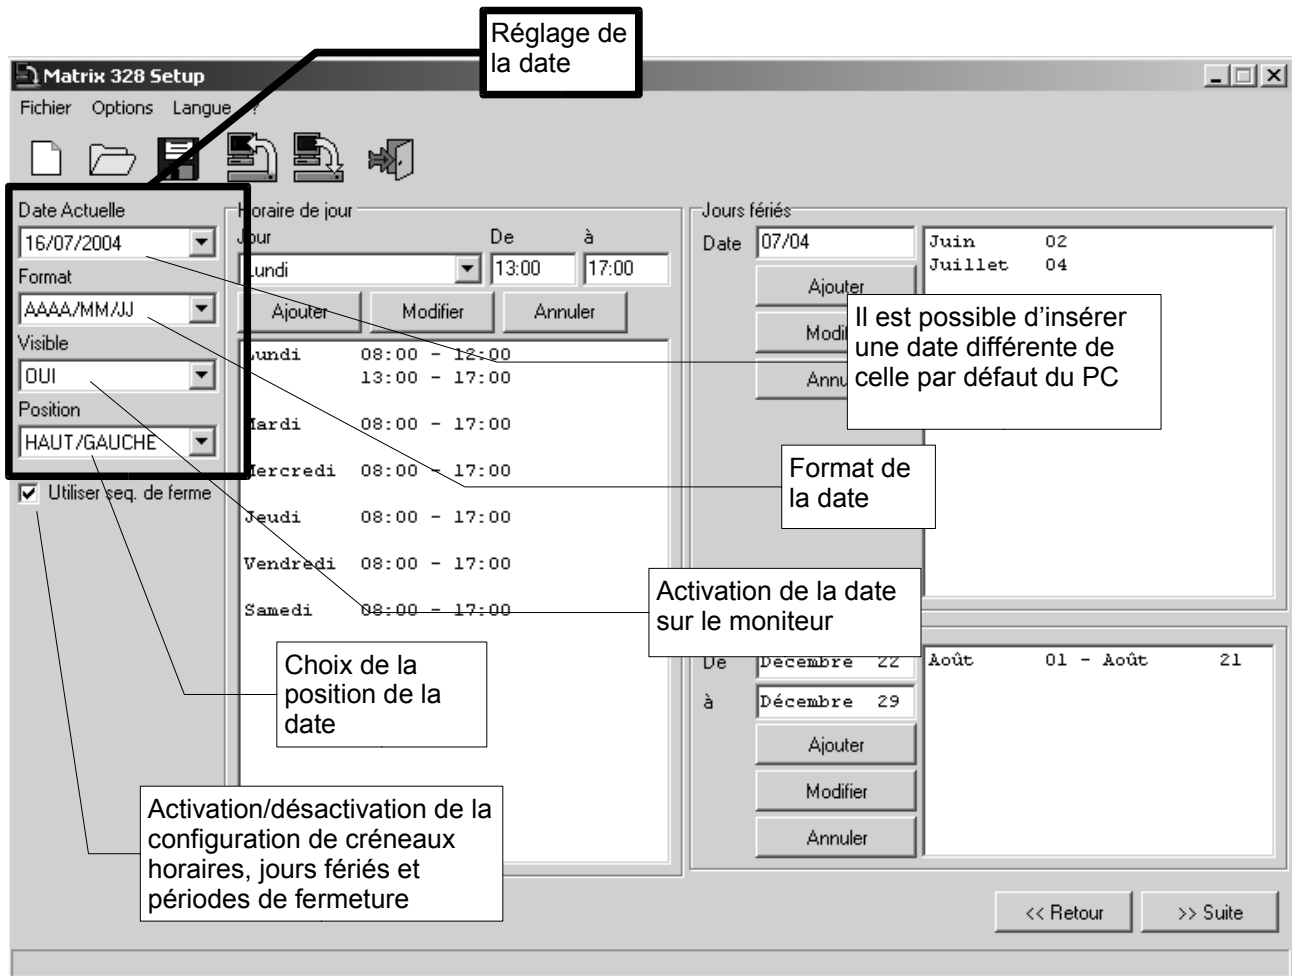 Réglage de
la date
Matrix 328 Setup
Fichier Options Langue ?
Date Actuelle
16/07/2004
Format
AAAA/MM/JJ
Visible
OUI
Position
HAUT/GAUCHE
Utiliser seq. de ferme
Horaire de jour
Jour De à
Lundi 13:00 17:00
Ajouter Modifier Annuler
Lundi 08:00 - 12:00
13:00 - 17:00
Mardi 08:00 - 17:00
Mercredi 08:00 - 17:00
Jeudi 08:00 - 17:00
Vendredi 08:00 - 17:00
Samedi 08:00 - 17:00
Jours fériés
Date 07/04
Ajouter
Modif
Annu
Juin 02
Juillet 04
Il est possible d’insérer
une date différente de
celle par défaut du PC
Format de
la date
Activation de la date
sur le moniteur
Choix de la
position de la
date
Activation/désactivation de la
configuration de créneaux
horaires, jours fériés et
périodes de fermeture
De Décembre 22
à Décembre 29
Ajouter
Modifier
Annuler
Août 01 - Août 21
<< Retour >> Suite